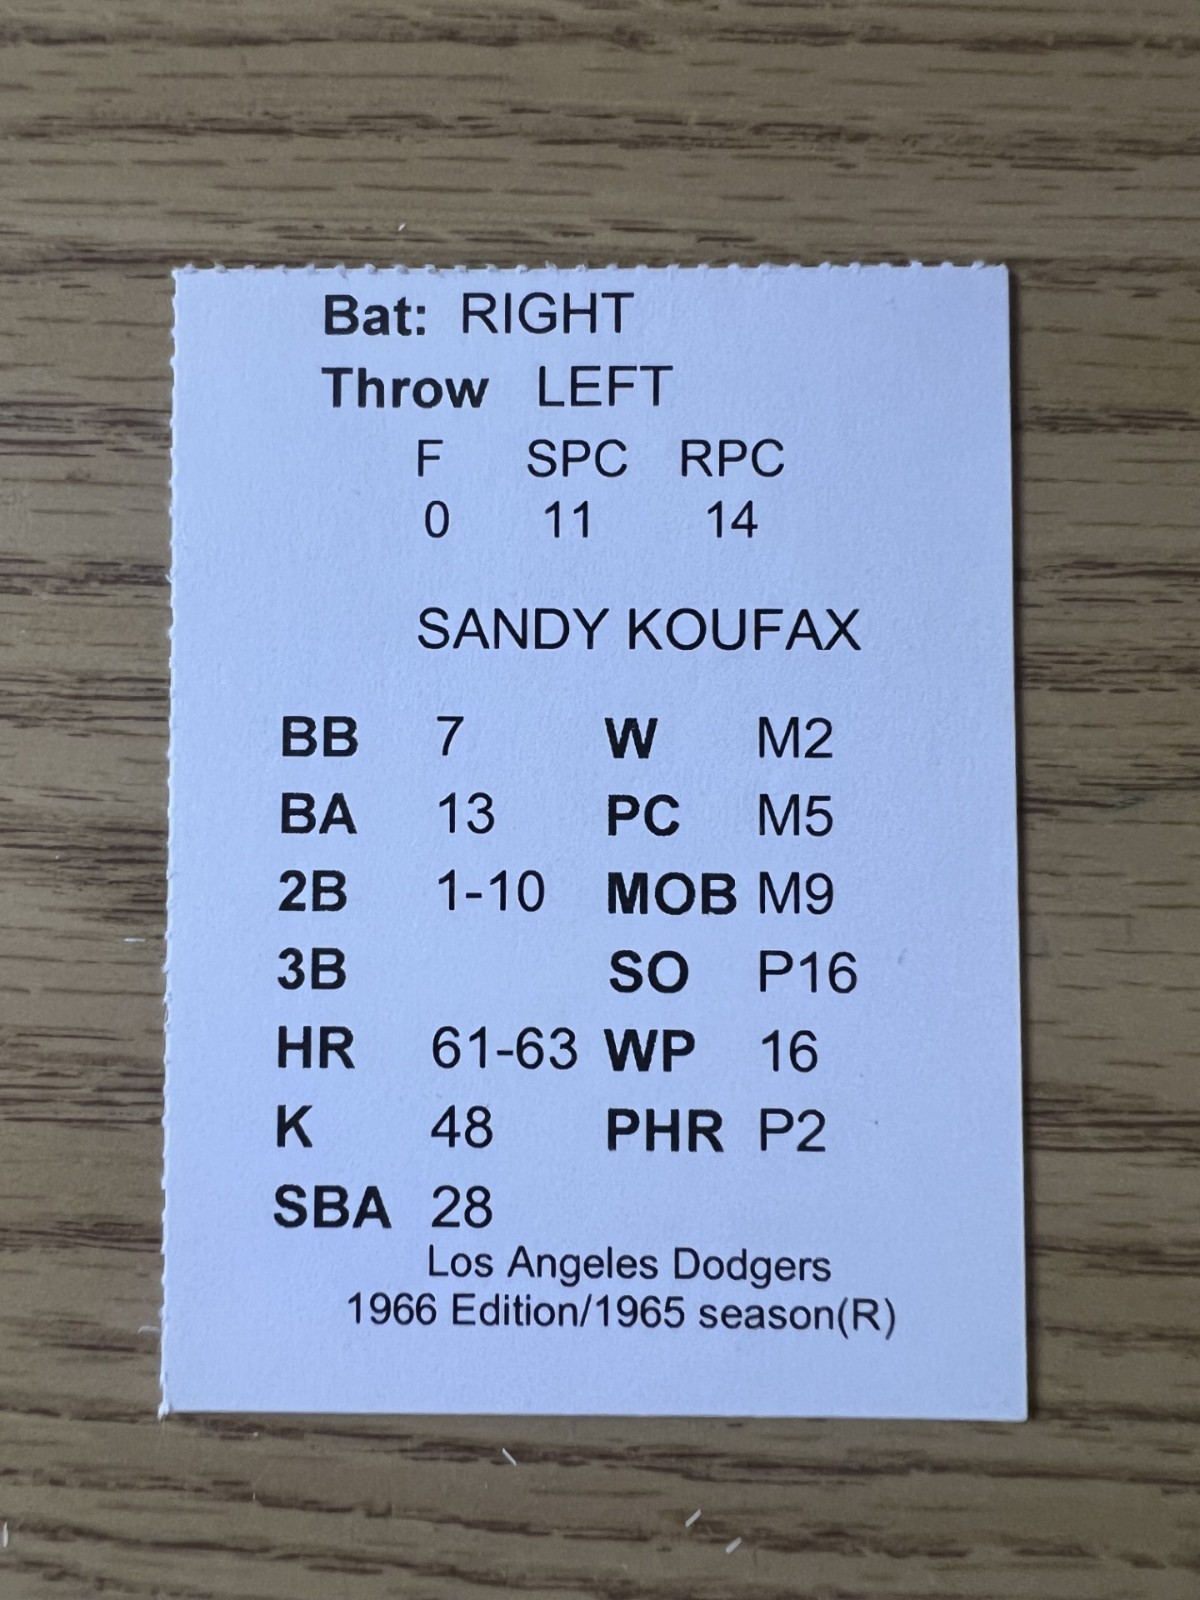 Bat: RIGHT
Throw LEFT
F SPC RPC
0 11 14
SANDY KOUFAX
BB 7 W M2
BA 13 PC M5
2B 1-10 MOB M9
3B SO P16
HR 61-63 WP 16
K 48 PHR P2
SBA 28
Los Angeles Dodgers
1966 Edition/1965 season(R)